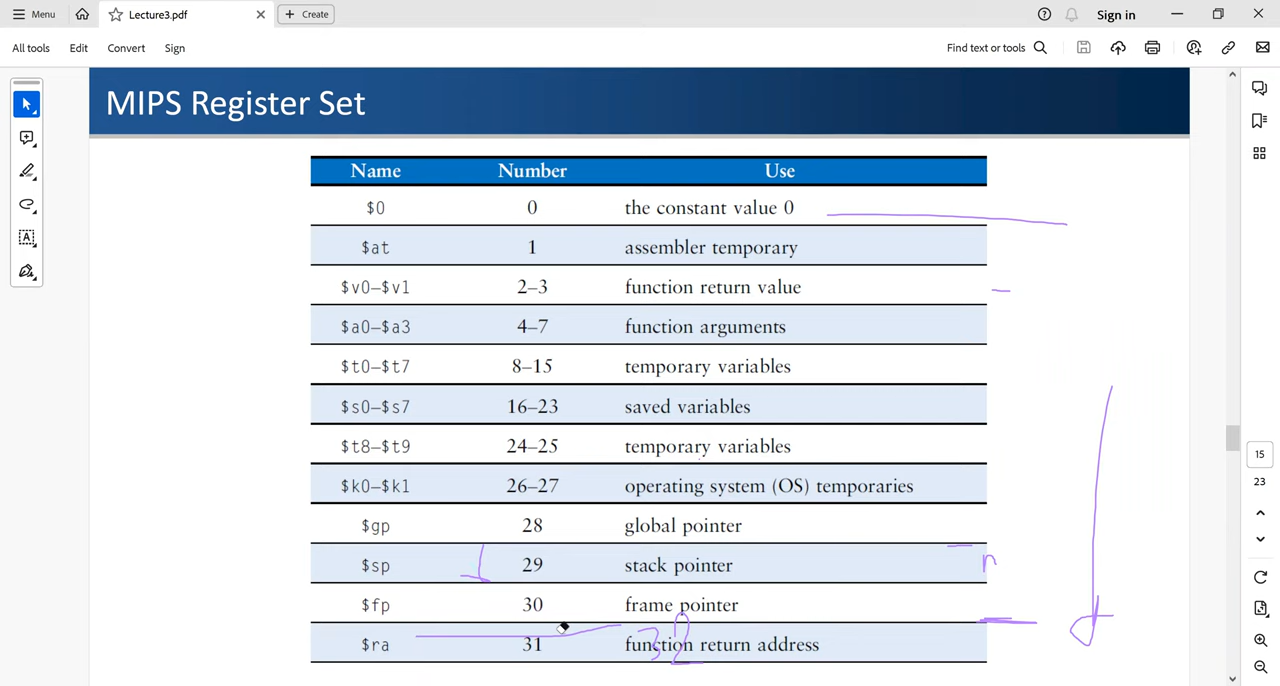 Menu Lecture3.pdf Create Sign in
All tools Edit Convert Sign Find text or tools
MIPS Register Set
Name Number Use
$0 0 the constant value 0
$at 1 assembler temporary
$v0–$v1 2–3 function return value
$a0–$a3 4–7 function arguments
$t0–$t7 8–15 temporary variables
$s0–$s7 16–23 saved variables
$t8–$t9 24–25 temporary variables
$k0–$k1 26–27 operating system (OS) temporaries
$gp 28 global pointer
$sp 29 stack pointer
$fp 30 frame pointer
$ra 31 function return address
32
15
23